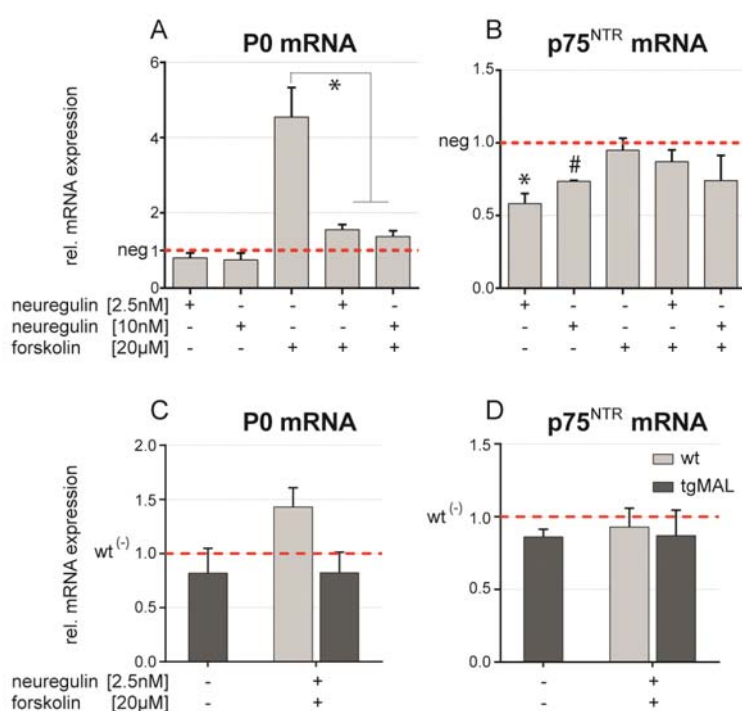 A
P0 mRNA
rel. mRNA expression
6
4
2
neg 1
0
*
neuregulin [2.5nM] + - - + -
neuregulin [10nM] - + - - +
forskolin [20µM] - - + + +
B
p75NTR mRNA
1.5
neg 1.0
0.5
0.0
* #
+ - - + -
- + - - +
- - + + +
C
P0 mRNA
rel. mRNA expression
2.0
1.5
wt(-) 1.0
0.5
0.0
neuregulin [2.5nM] - +
forskolin [20µM] - +
D
p75NTR mRNA
1.5
wt(-) 1.0
0.5
0.0
wt
tgMAL
- +
- +